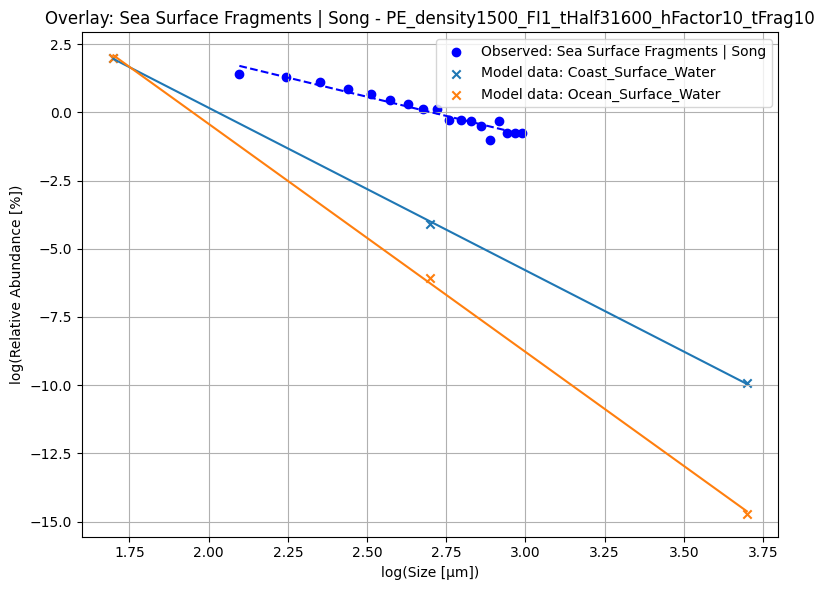 Overlay: Sea Surface Fragments | Song - PE_density1500_FI1_tHalf31600_hFactor10_tFrag10
Observed: Sea Surface Fragments | Song
Model data: Coast_Surface_Water
Model data: Ocean_Surface_Water
log(Relative Abundance [%])
2.5
0.0
−2.5
−5.0
−7.5
−10.0
−12.5
−15.0
1.75 2.00 2.25 2.50 2.75 3.00 3.25 3.50 3.75
log(Size [μm])